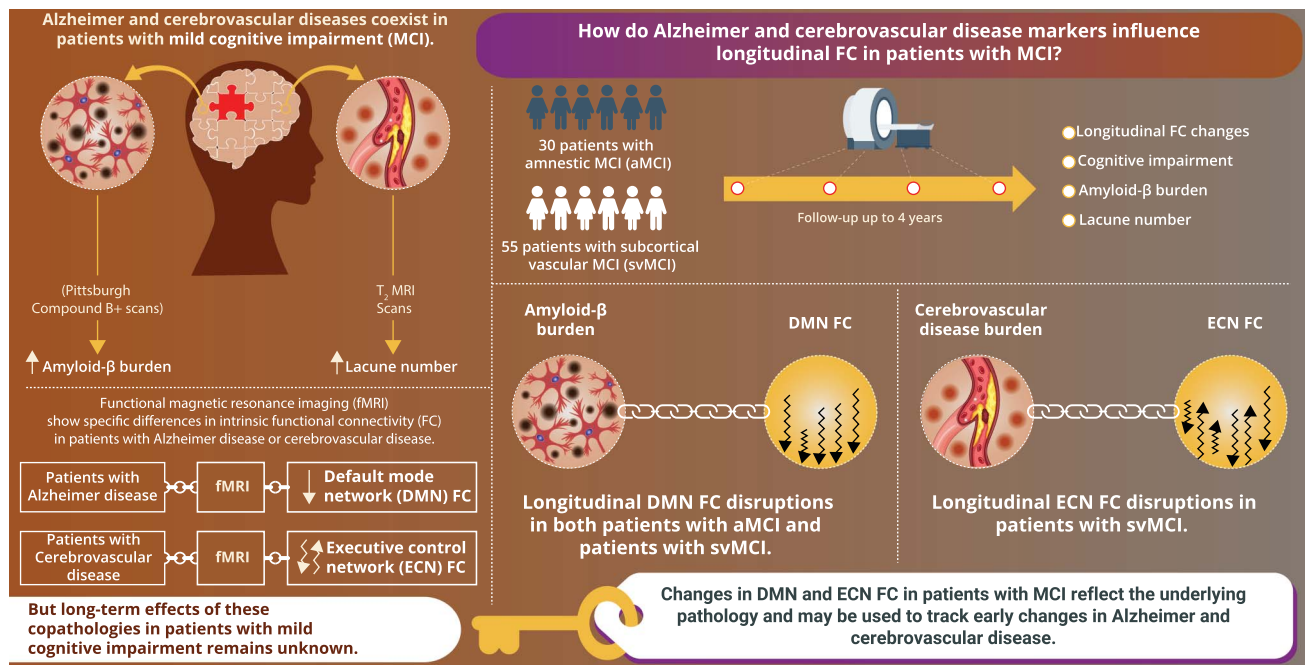 Alzheimer and cerebrovascular diseases coexist in
patients with mild cognitive impairment (MCI).
(Pittsburgh
Compound B+ scans)
Amyloid-β burden
T₂ MRI
Scans
Lacune number
Functional magnetic resonance imaging (fMRI)
show specific differences in intrinsic functional connectivity (FC)
in patients with Alzheimer disease or cerebrovascular disease.
Patients with
Alzheimer disease
fMRI
Default mode
network (DMN) FC
Patients with
Cerebrovascular
disease
fMRI
Executive control
network (ECN) FC
But long-term effects of these
copathologies in patients with mild
cognitive impairment remains unknown.
How do Alzheimer and cerebrovascular disease markers influence
longitudinal FC in patients with MCI?
30 patients with
amnestic MCI (aMCI)
55 patients with subcortical
vascular MCI (svMCI)
Follow-up up to 4 years
Longitudinal FC changes
Cognitive impairment
Amyloid-β burden
Lacune number
Amyloid-β
burden
DMN FC
Longitudinal DMN FC disruptions
in both patients with aMCI and
patients with svMCI.
Cerebrovascular
disease burden
ECN FC
Longitudinal ECN FC disruptions in
patients with svMCI.
Changes in DMN and ECN FC in patients with MCI reflect the underlying
pathology and may be used to track early changes in Alzheimer and
cerebrovascular disease.